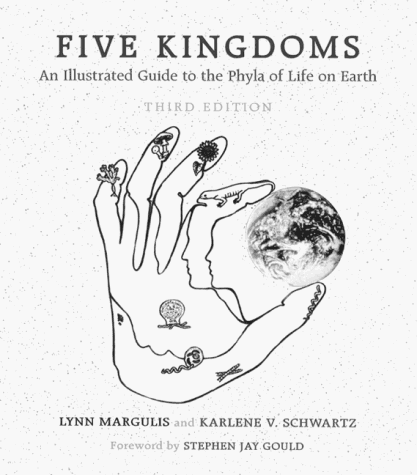 FIVE KINGDOMS
An Illustrated Guide to the Phyla of Life on Earth
THIRD EDITION
LYNN MARGULIS and KARLENE V. SCHWARTZ
Foreword by STEPHEN JAY GOULD